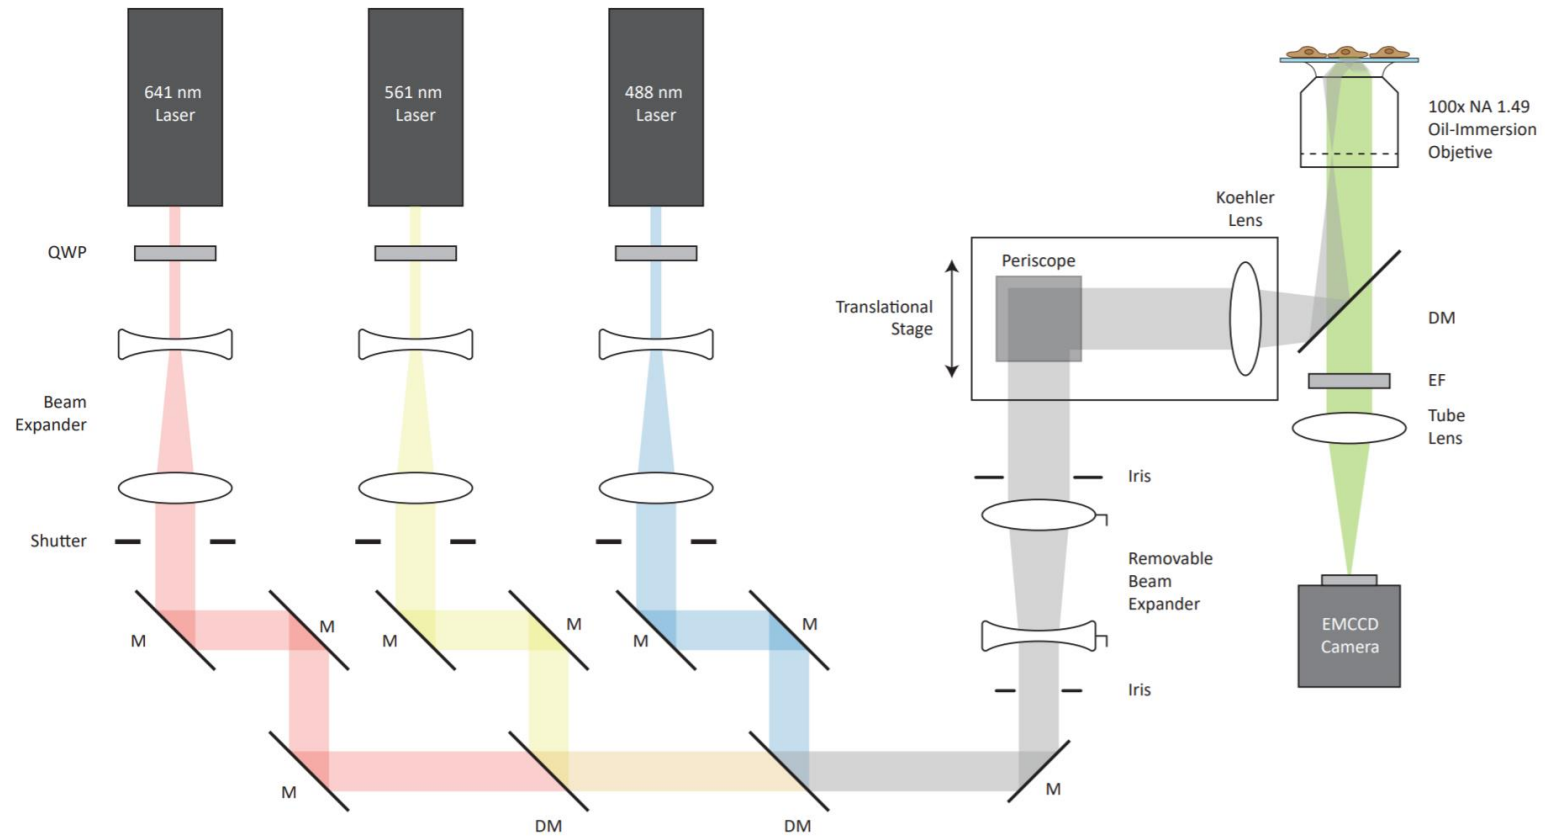 641 nm
Laser
561 nm
Laser
488 nm
Laser
QWP
Beam
Expander
Shutter
M
M
M
M
M
M
M
DM
DM
M
Translational
Stage
Periscope
Koehler
Lens
Iris
Removable
Beam
Expander
Iris
100x NA 1.49
Oil-Immersion
Objetive
DM
EF
Tube
Lens
EMCCD
Camera